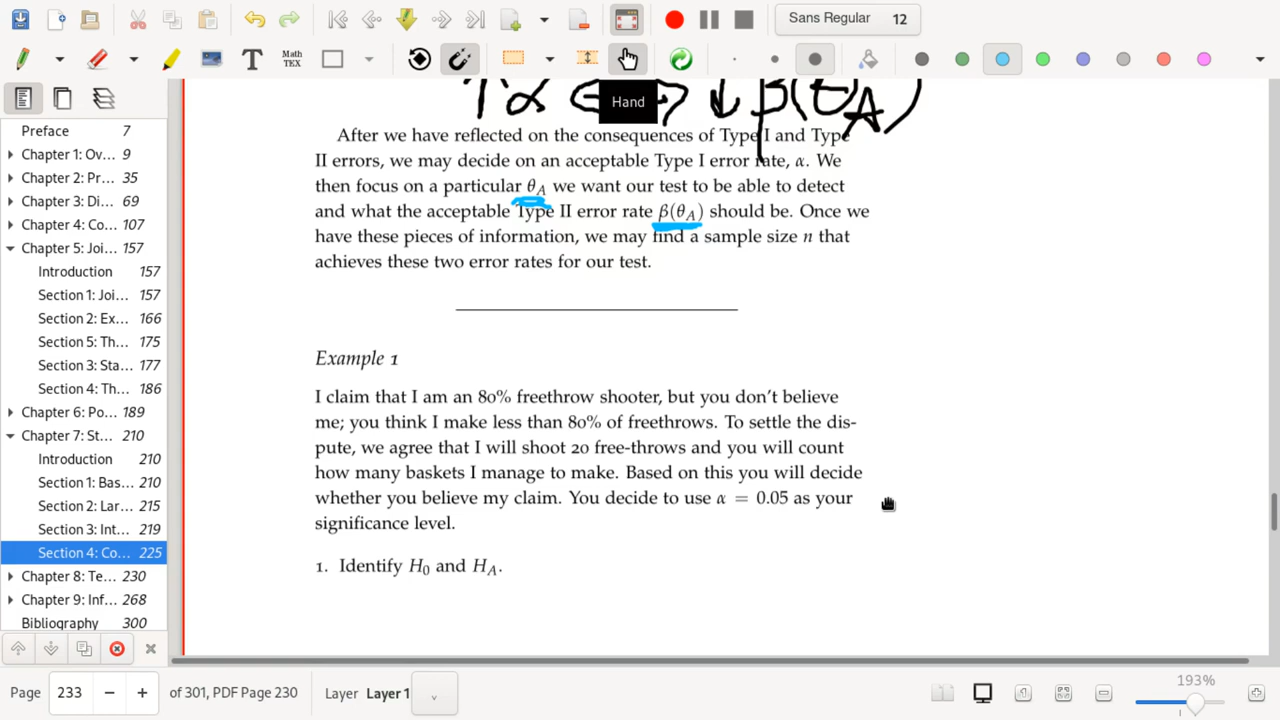 Sans Regular 12
Math
TEX
Hand
Preface 7
Chapter 1: Ov... 9
Chapter 2: Pr... 35
Chapter 3: Di... 69
Chapter 4: Co... 107
Chapter 5: Joi... 157
Introduction 157
Section 1: Joi... 157
Section 2: Ex... 166
Section 5: Th... 175
Section 3: Sta... 177
Section 4: Th... 186
Chapter 6: Po... 189
Chapter 7: St... 210
Introduction 210
Section 1: Bas... 210
Section 2: Lar... 215
Section 3: Int... 219
Section 4: Co... 225
Chapter 8: Te... 230
Chapter 9: Inf... 268
Bibliography 300
↑α ↓β(θA)
After we have reflected on the consequences of Type I and Type
II errors, we may decide on an acceptable Type I error rate, α. We
then focus on a particular θA we want our test to be able to detect
and what the acceptable Type II error rate β(θA) should be. Once we
have these pieces of information, we may find a sample size n that
achieves these two error rates for our test.
Example 1
I claim that I am an 80% freethrow shooter, but you don't believe
me; you think I make less than 80% of freethrows. To settle the dis-
pute, we agree that I will shoot 20 free-throws and you will count
how many baskets I manage to make. Based on this you will decide
whether you believe my claim. You decide to use α = 0.05 as your
significance level.
1. Identify H0 and HA.
Page 233 − + of 301, PDF Page 230 Layer Layer 1
193%